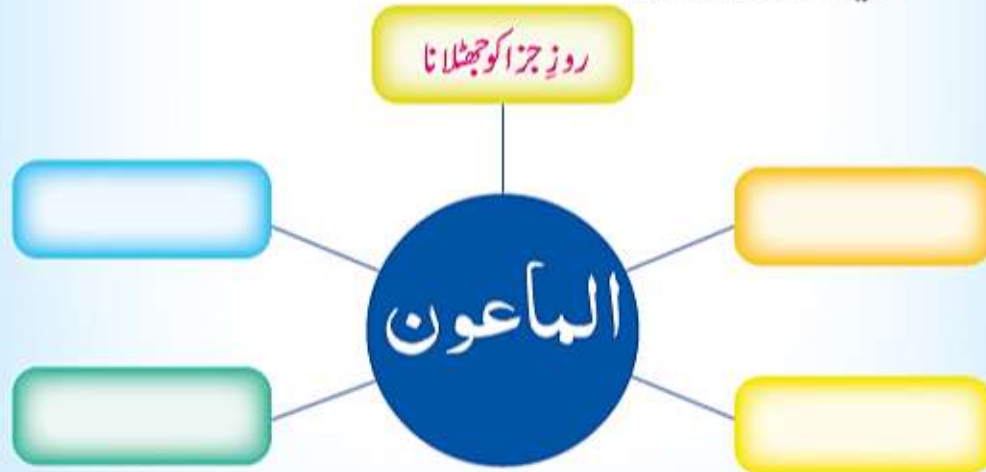 روزِ جزا کو جھٹلانا
الماعون